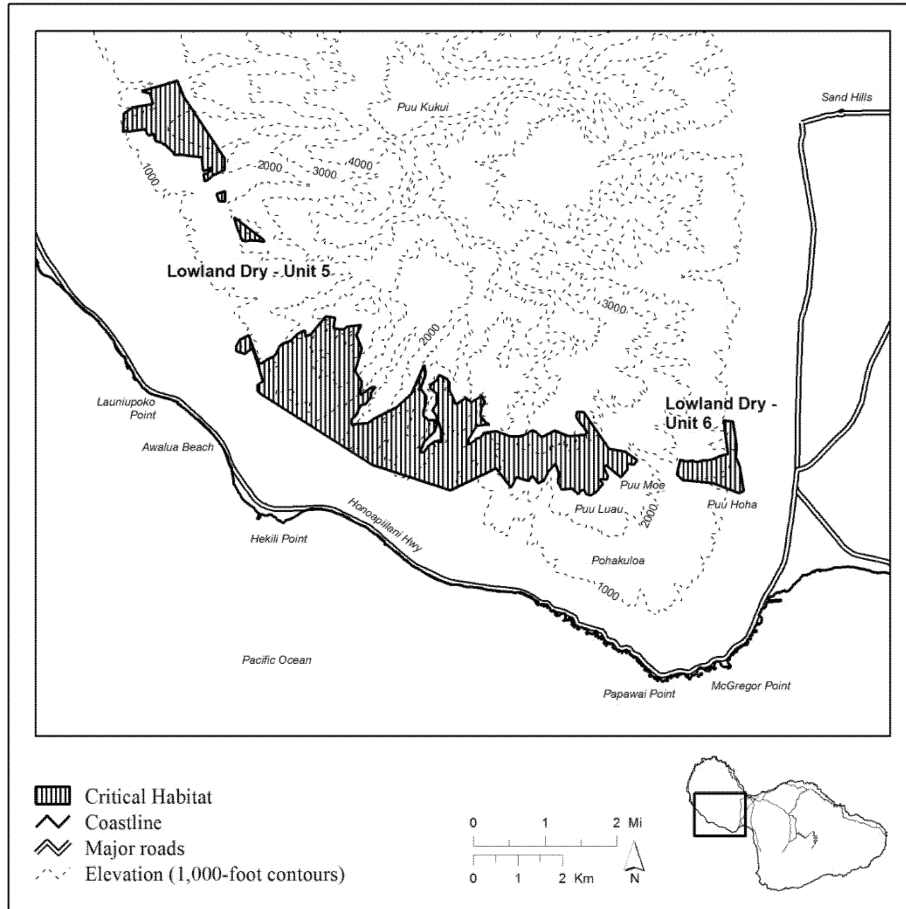 Puu Kukui
Sand Hills
1000
2000
3000
4000
Lowland Dry - Unit 5
3000
2000
Launiupoko
Point
Awalua Beach
Lowland Dry -
Unit 6
Puu Moe
Puu Hoha
Puu Luau
2000
Hekili Point
Honoapiilani Hwy
Pohakuloa
1000
Pacific Ocean
Papawai Point
McGregor Point
Critical Habitat
Coastline
Major roads
Elevation (1,000-foot contours)
0 1 2 Mi
0 1 2 Km
N